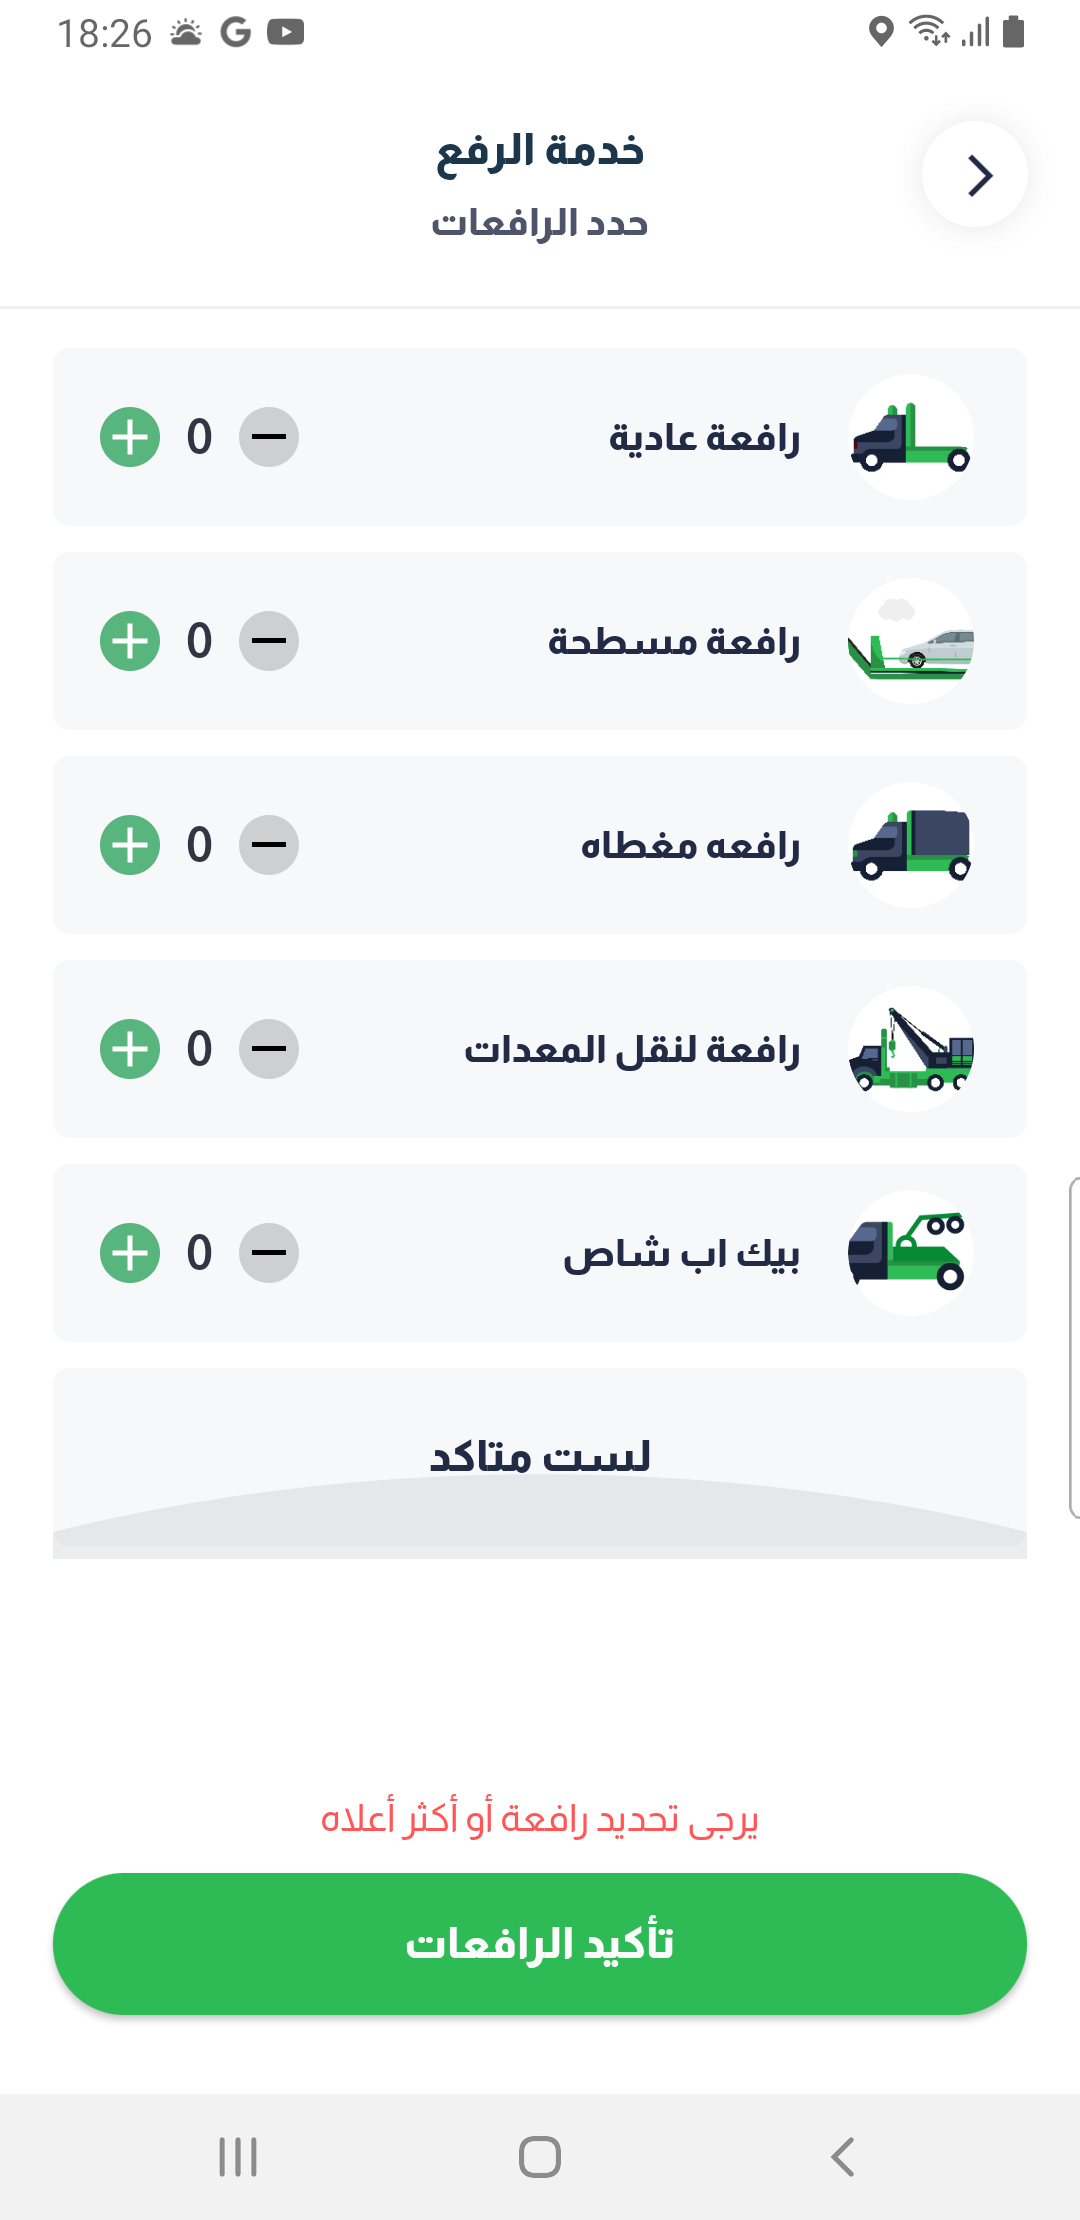 18:26
خدمة الرفع
حدد الرافعات
رافعة عادية
0
رافعة مسطحة
0
رافعه مغطاه
0
رافعة لنقل المعدات
0
بيك اب شاص
0
لست متاكد
يرجى تحديد رافعة أو أكثر أعلاه
تأكيد الرافعات